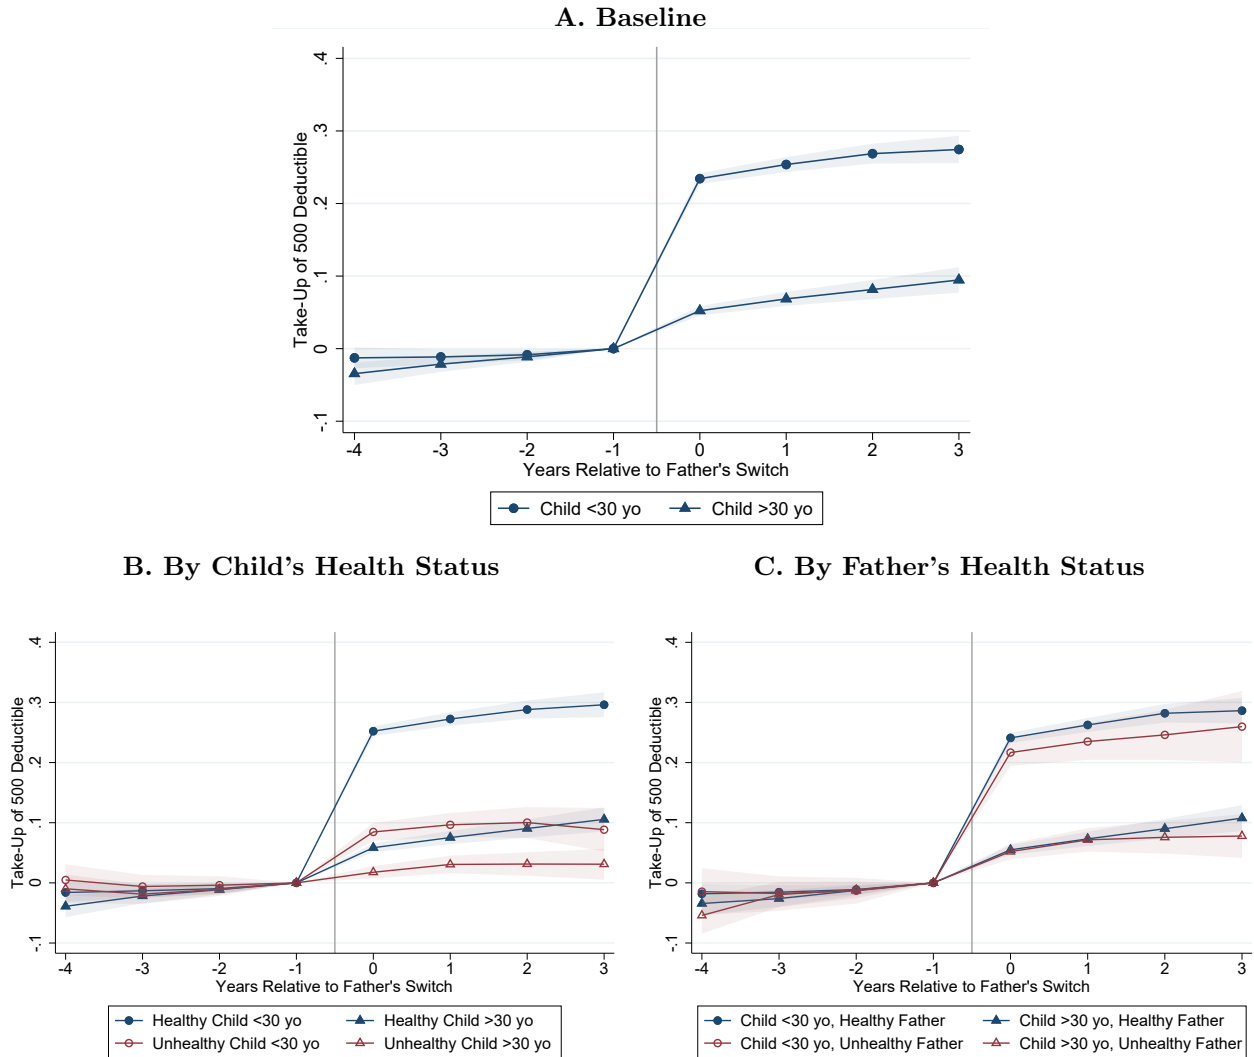 A. Baseline
Take-Up of 500 Deductible
.4
.3
.2
.1
0
-.1
-4 -3 -2 -1 0 1 2 3
Years Relative to Father's Switch
Child <30 yo Child >30 yo
B. By Child's Health Status
Take-Up of 500 Deductible
.4
.3
.2
.1
0
-.1
-4 -3 -2 -1 0 1 2 3
Years Relative to Father's Switch
Healthy Child <30 yo Healthy Child >30 yo
Unhealthy Child <30 yo Unhealthy Child >30 yo
C. By Father's Health Status
Take-Up of 500 Deductible
.4
.3
.2
.1
0
-.1
-4 -3 -2 -1 0 1 2 3
Years Relative to Father's Switch
Child <30 yo, Healthy Father Child >30 yo, Healthy Father
Child <30 yo, Unhealthy Father Child >30 yo, Unhealthy Father